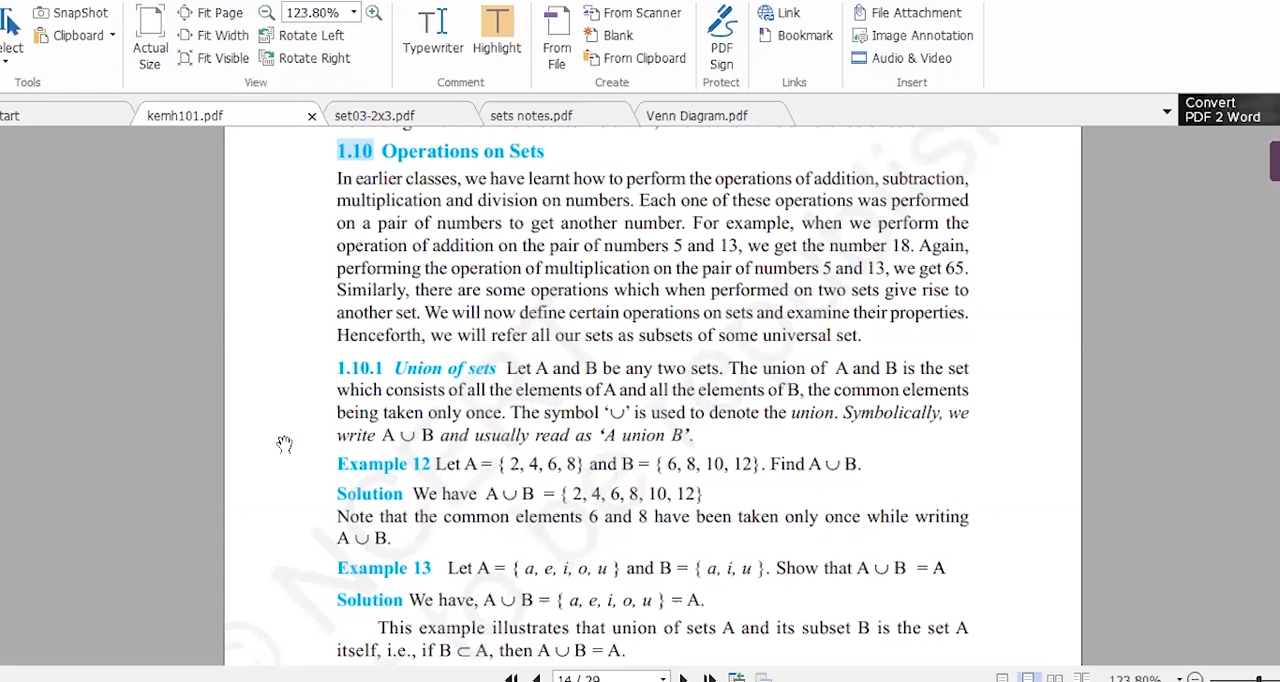 SnapShot
Clipboard
Actual
Size
Fit Page
Fit Width
Fit Visible
123.80%
Rotate Left
Rotate Right
Typewriter
Highlight
From
File
From Scanner
Blank
From Clipboard
PDF
Sign
Link
Bookmark
File Attachment
Image Annotation
Audio & Video
Tools
View
Comment
Create
Protect
Links
Insert
kemh101.pdf
set03-2x3.pdf
sets notes.pdf
Venn Diagram.pdf
Convert
PDF 2 Word
1.10 Operations on Sets
In earlier classes, we have learnt how to perform the operations of addition, subtraction,
multiplication and division on numbers. Each one of these operations was performed
on a pair of numbers to get another number. For example, when we perform the
operation of addition on the pair of numbers 5 and 13, we get the number 18. Again,
performing the operation of multiplication on the pair of numbers 5 and 13, we get 65.
Similarly, there are some operations which when performed on two sets give rise to
another set. We will now define certain operations on sets and examine their properties.
Henceforth, we will refer all our sets as subsets of some universal set.
1.10.1 Union of sets Let A and B be any two sets. The union of A and B is the set
which consists of all the elements of A and all the elements of B, the common elements
being taken only once. The symbol ‘∪’ is used to denote the union. Symbolically, we
write A ∪ B and usually read as ‘A union B’.
Example 12 Let A = { 2, 4, 6, 8} and B = { 6, 8, 10, 12}. Find A ∪ B.
Solution We have A ∪ B = { 2, 4, 6, 8, 10, 12}
Note that the common elements 6 and 8 have been taken only once while writing
A ∪ B.
Example 13 Let A = { a, e, i, o, u } and B = { a, i, u }. Show that A ∪ B = A
Solution We have, A ∪ B = { a, e, i, o, u } = A.
This example illustrates that union of sets A and its subset B is the set A
itself, i.e., if B ⊂ A, then A ∪ B = A.
14 / 29
123.80%